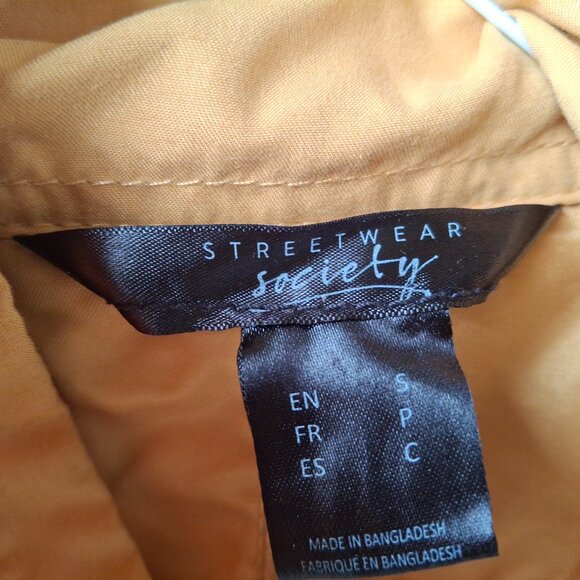 STREETWEAR
society
EN S
FR P
ES C
MADE IN BANGLADESH
FABRIQUÉ EN BANGLADESH